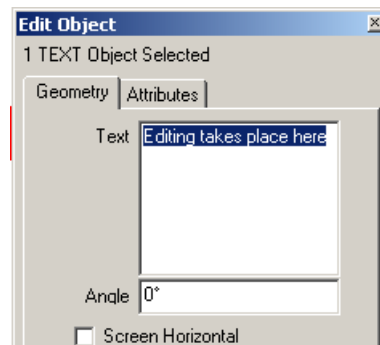 Edit Object
1 TEXT Object Selected
Geometry Attributes
Text Editing takes place here
Angle 0°
Screen Horizontal